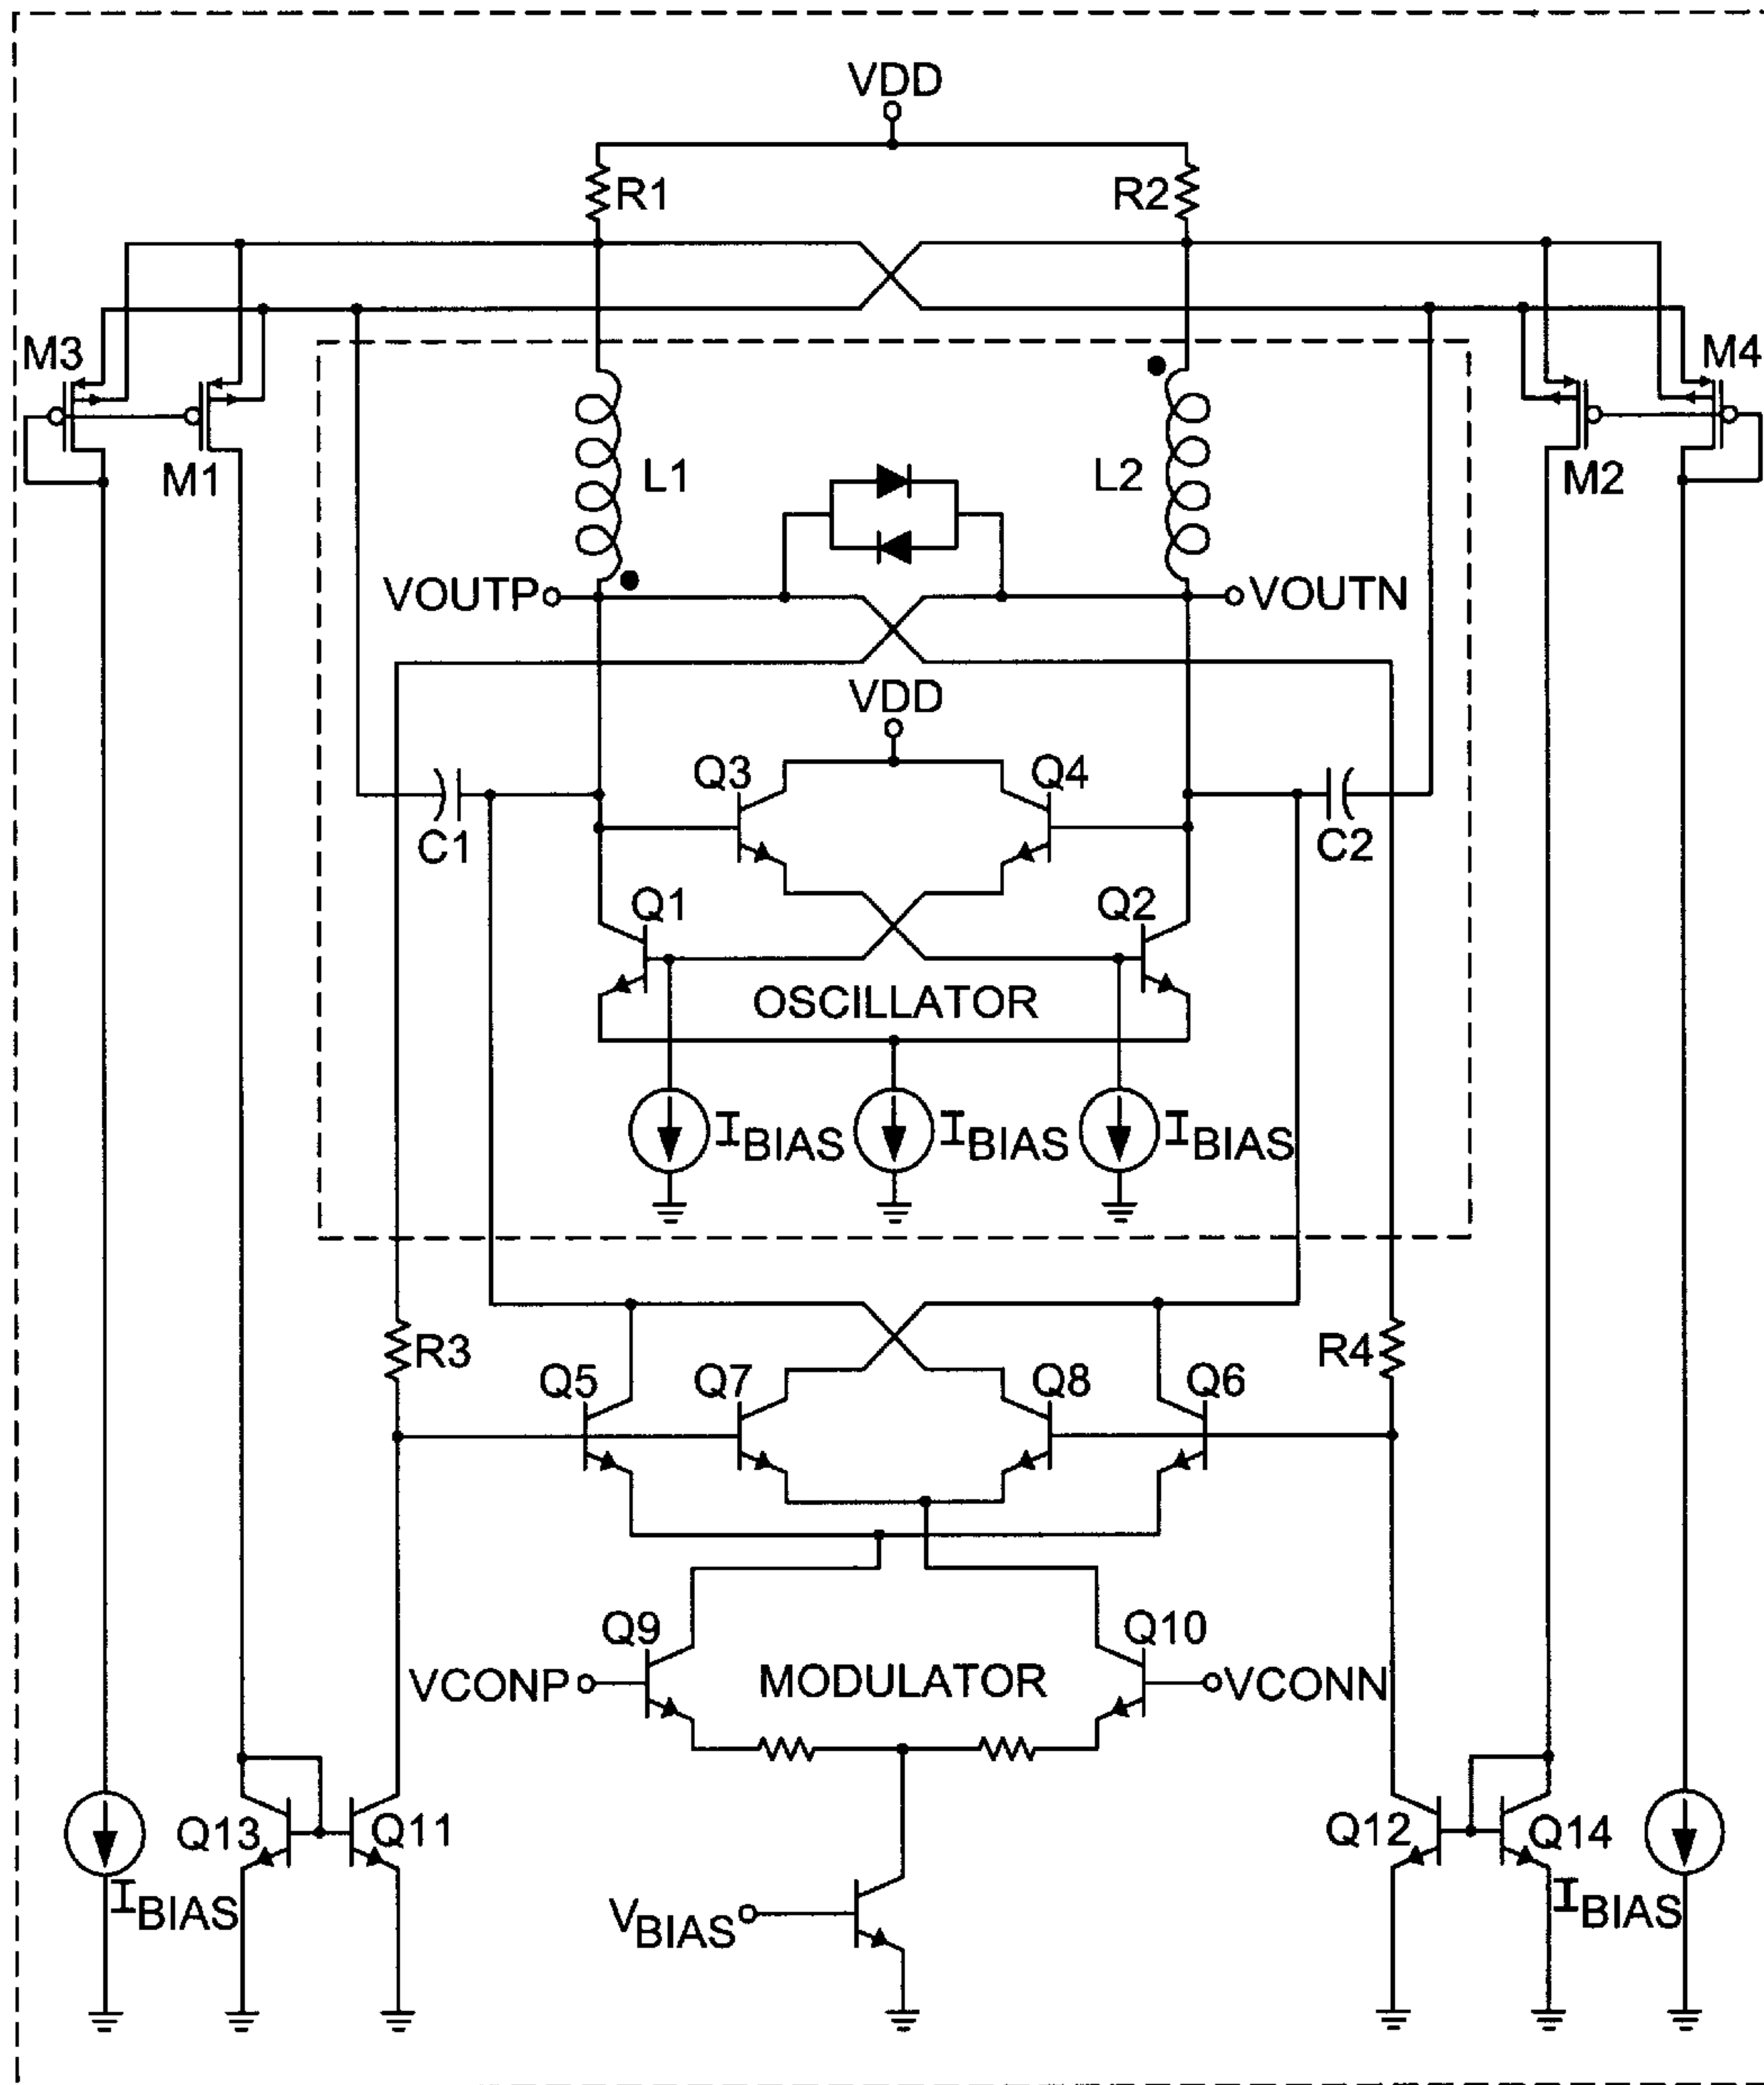 VDD
R1
R2
M3
M4
M1
M2
L1
L2
VOUTP
VOUTN
VDD
Q3
Q4
C1
C2
Q1
Q2
OSCILLATOR
IBIAS
IBIAS
IBIAS
R3
R4
Q5
Q7
Q8
Q6
Q9
Q10
VCONP
MODULATOR
VCONN
Q13
Q11
Q12
Q14
IBIAS
VBIAS
IBIAS